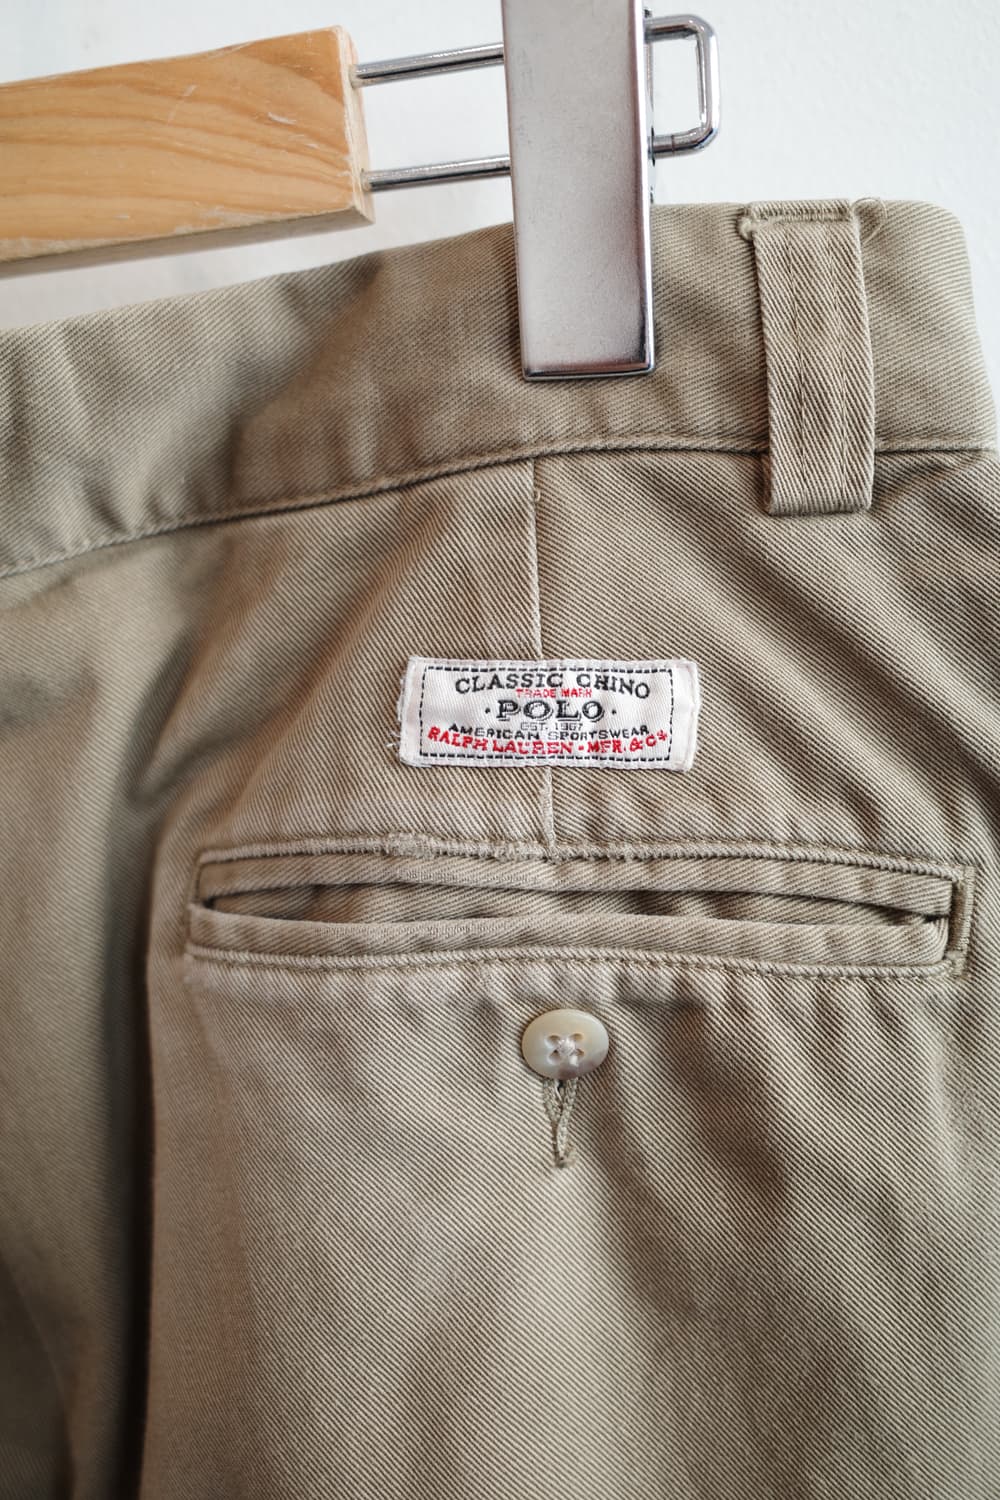 CLASSIC CHINO
TRADE MARK
·POLO·
EST. 1967
AMERICAN SPORTSWEAR
RALPH LAUREN·MFR.&Co